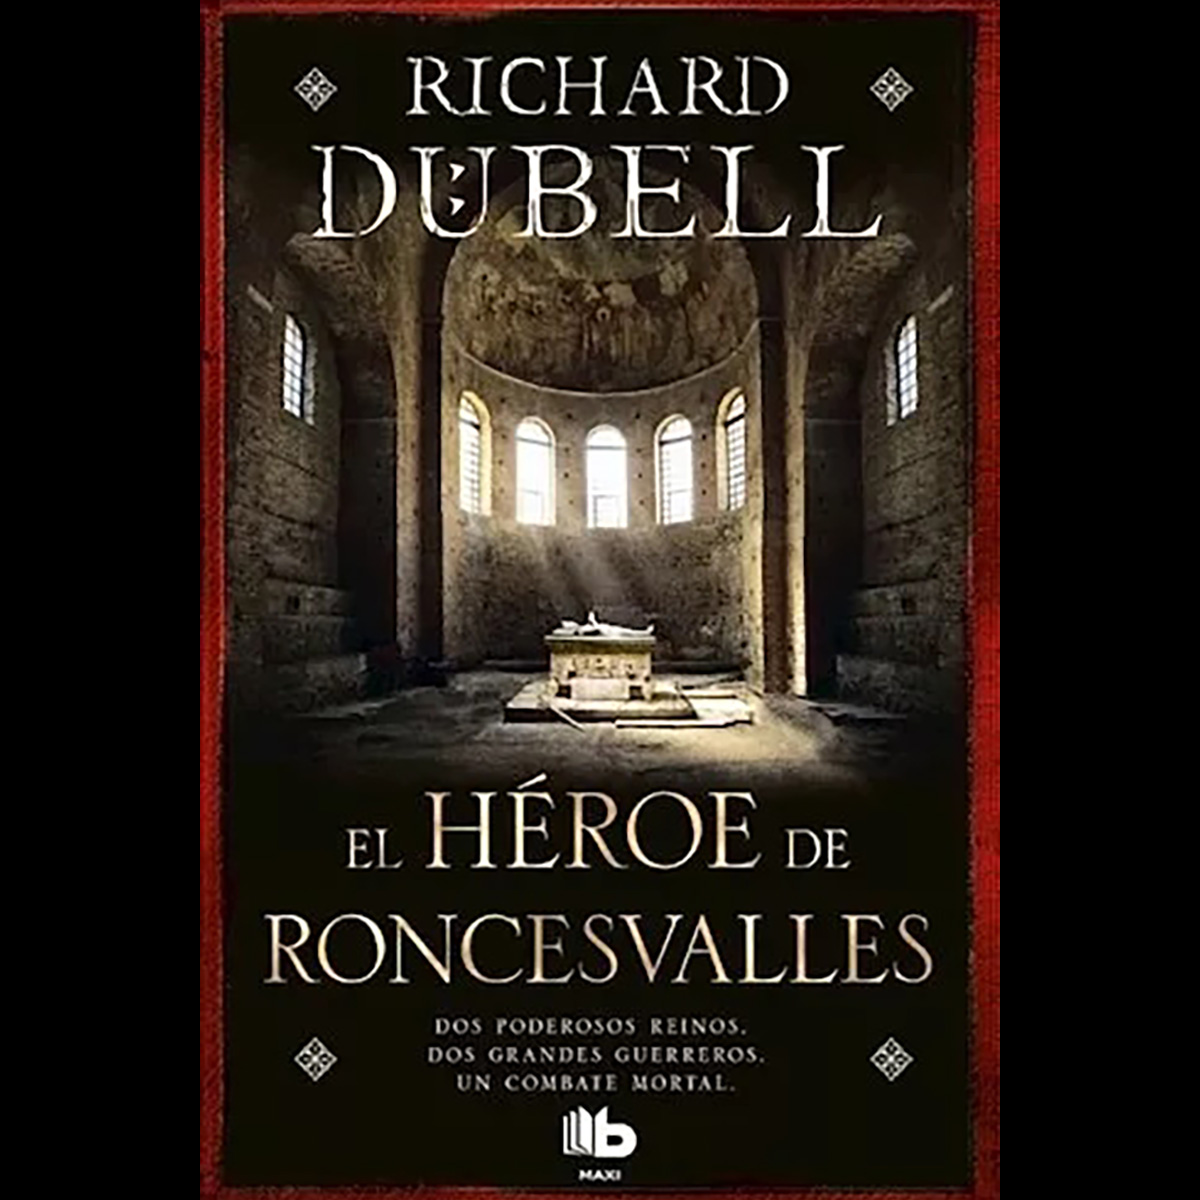 RICHARD
DÜBELL
EL HÉROE DE
RONCESVALLES
DOS PODEROSOS REINOS.
DOS GRANDES GUERREROS.
UN COMBATE MORTAL.
b
MAXI